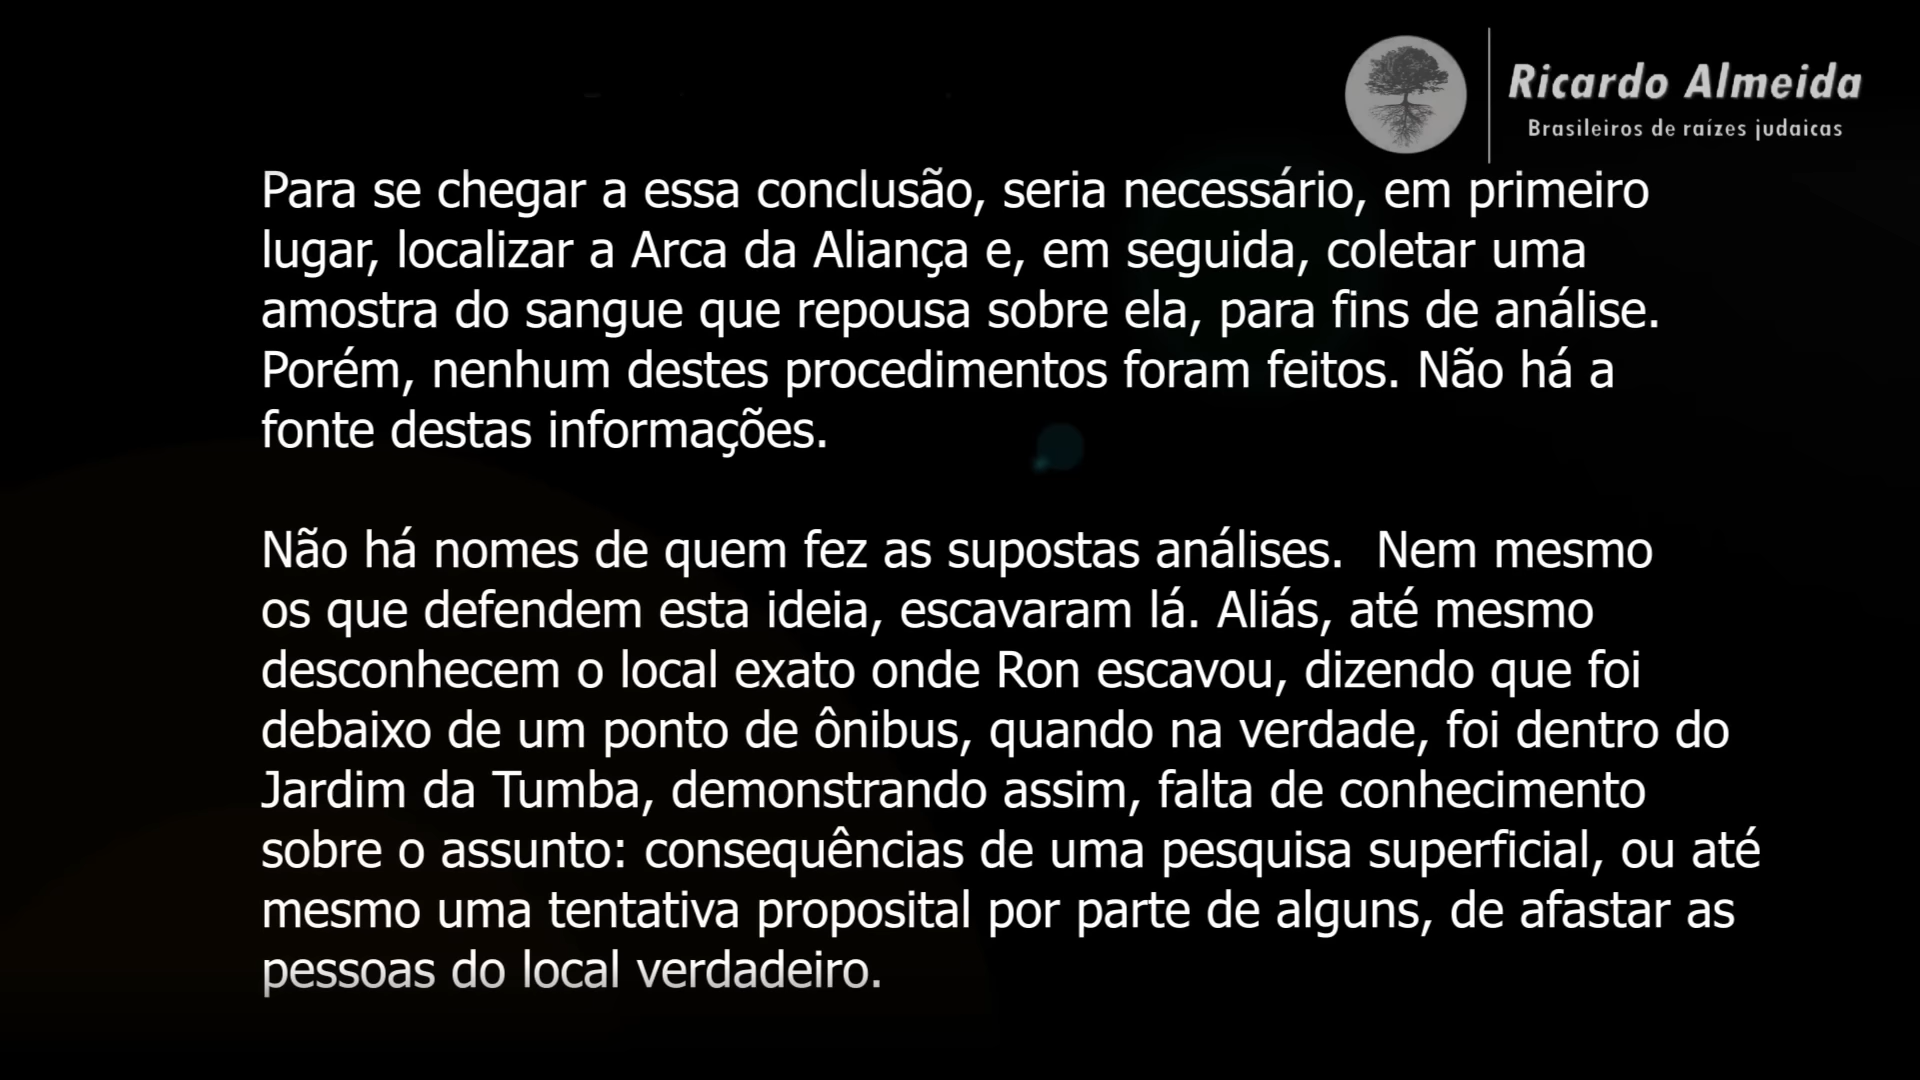 Ricardo Almeida
Brasileiros de raízes judaicas
Para se chegar a essa conclusão, seria necessário, em primeiro
lugar, localizar a Arca da Aliança e, em seguida, coletar uma
amostra do sangue que repousa sobre ela, para fins de análise.
Porém, nenhum destes procedimentos foram feitos. Não há a
fonte destas informações.
Não há nomes de quem fez as supostas análises.  Nem mesmo
os que defendem esta ideia, escavaram lá. Aliás, até mesmo
desconhecem o local exato onde Ron escavou, dizendo que foi
debaixo de um ponto de ônibus, quando na verdade, foi dentro do
Jardim da Tumba, demonstrando assim, falta de conhecimento
sobre o assunto: consequências de uma pesquisa superficial, ou até
mesmo uma tentativa proposital por parte de alguns, de afastar as
pessoas do local verdadeiro.